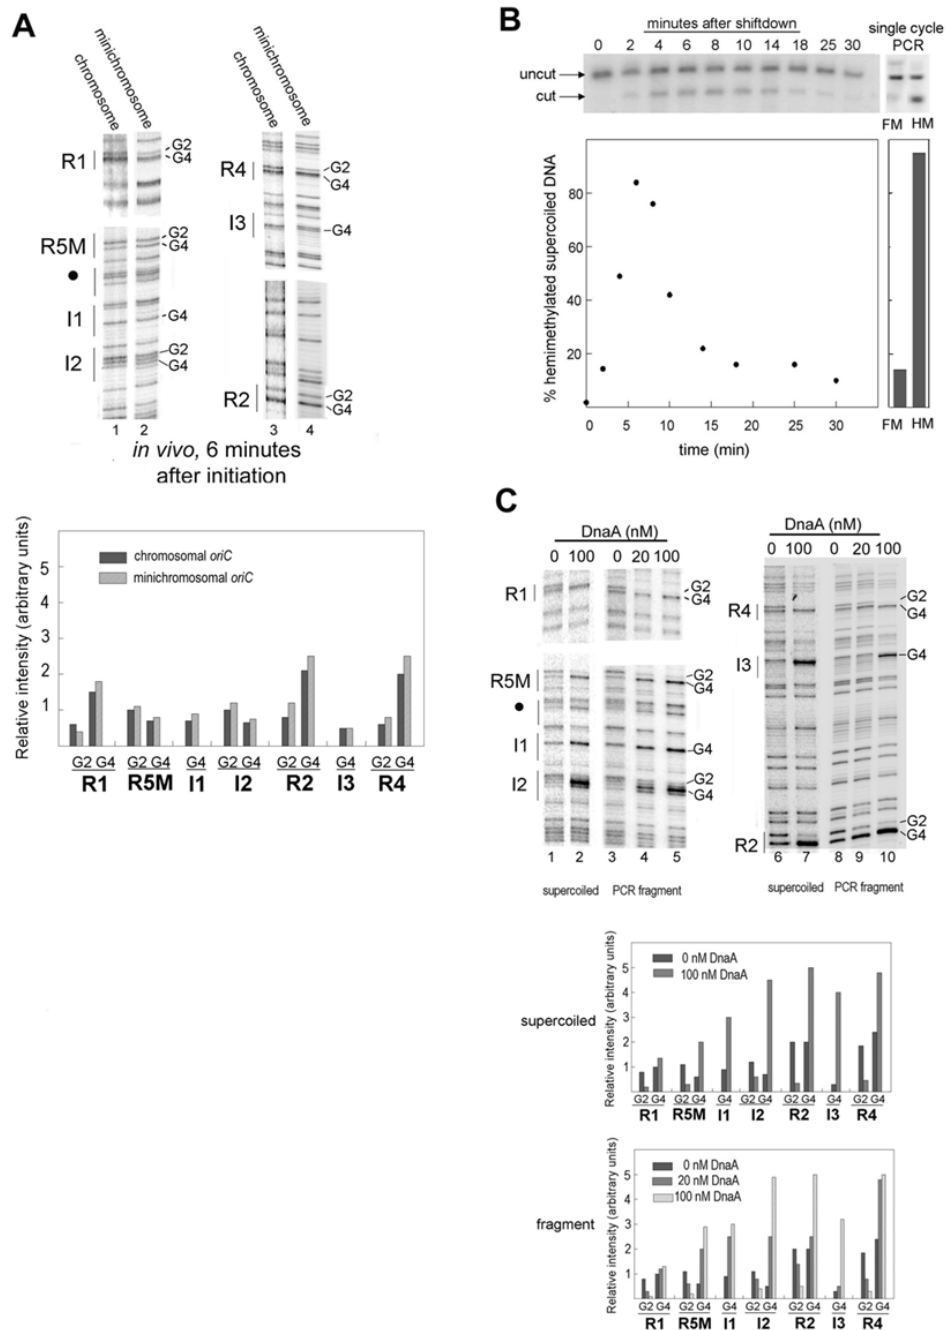 A
chromosome
minichromosome
chromosome
minichromosome
R1
G2
G4
R5M
G2
G4
I1
G4
I2
G2
G4
1 2
R4
G2
G4
I3
G4
R2
G2
G4
3 4
in vivo, 6 minutes
after initiation
Relative intensity (arbitrary units)
5
4
3
2
1
chromosomal oriC
minichromosomal oriC
G2 G4 G2 G4 G4 G2 G4 G2 G4 G4 G2 G4
R1 R5M I1 I2 R2 I3 R4
B
minutes after shiftdown
0 2 4 6 8 10 14 18 25 30
single cycle
PCR
uncut
cut
FM HM
% hemimethylated supercoiled DNA
80
60
40
20
0 5 10 15 20 25 30
time (min)
FM HM
C
DnaA (nM)
0 100 0 20 100
R1
G2
G4
R5M
G2
G4
I1
G4
I2
G2
G4
1 2 3 4 5
supercoiled PCR fragment
DnaA (nM)
0 100 0 20 100
R4
G2
G4
I3
G4
R2
G2
G4
6 7 8 9 10
supercoiled PCR fragment
supercoiled
Relative intensity (arbitrary units)
5
4
3
2
1
0 nM DnaA
100 nM DnaA
G2 G4 G2 G4 G4 G2 G4 G2 G4 G4 G2 G4
R1 R5M I1 I2 R2 I3 R4
fragment
Relative intensity (arbitrary units)
5
4
3
2
1
0 nM DnaA
20 nM DnaA
100 nM DnaA
G2 G4 G2 G4 G4 G2 G4 G2 G4 G4 G2 G4
R1 R5M I1 I2 R2 I3 R4